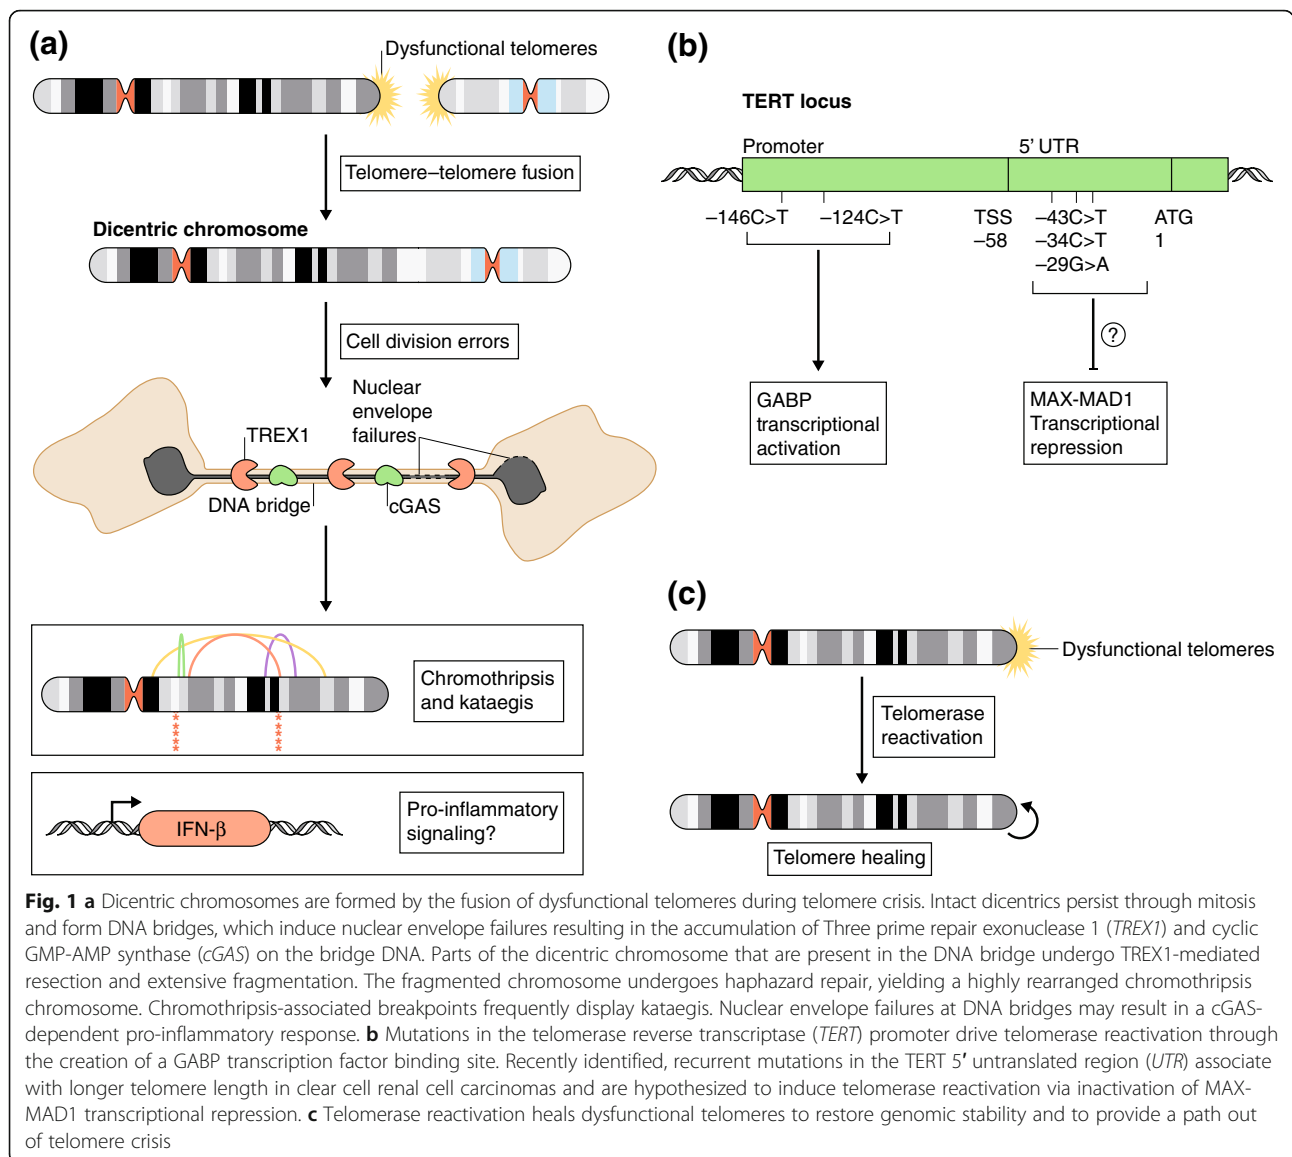 (a)
Dysfunctional telomeres
Telomere–telomere fusion
Dicentric chromosome
Cell division errors
Nuclear
envelope
failures
TREX1
DNA bridge
cGAS
Chromothripsis
and kataegis
*****
*****
IFN-β
Pro-inflammatory
signaling?
(b)
TERT locus
Promoter
5' UTR
–146C>T
–124C>T
TSS
–58
–43C>T
–34C>T
–29G>A
ATG
1
?
GABP
transcriptional
activation
MAX-MAD1
Transcriptional
repression
(c)
Dysfunctional telomeres
Telomerase
reactivation
Telomere healing
Fig. 1 a Dicentric chromosomes are formed by the fusion of dysfunctional telomeres during telomere crisis. Intact dicentrics persist through mitosis
and form DNA bridges, which induce nuclear envelope failures resulting in the accumulation of Three prime repair exonuclease 1 (TREX1) and cyclic
GMP-AMP synthase (cGAS) on the bridge DNA. Parts of the dicentric chromosome that are present in the DNA bridge undergo TREX1-mediated
resection and extensive fragmentation. The fragmented chromosome undergoes haphazard repair, yielding a highly rearranged chromothripsis
chromosome. Chromothripsis-associated breakpoints frequently display kataegis. Nuclear envelope failures at DNA bridges may result in a cGAS-
dependent pro-inflammatory response. b Mutations in the telomerase reverse transcriptase (TERT) promoter drive telomerase reactivation through
the creation of a GABP transcription factor binding site. Recently identified, recurrent mutations in the TERT 5′ untranslated region (UTR) associate
with longer telomere length in clear cell renal cell carcinomas and are hypothesized to induce telomerase reactivation via inactivation of MAX-
MAD1 transcriptional repression. c Telomerase reactivation heals dysfunctional telomeres to restore genomic stability and to provide a path out
of telomere crisis